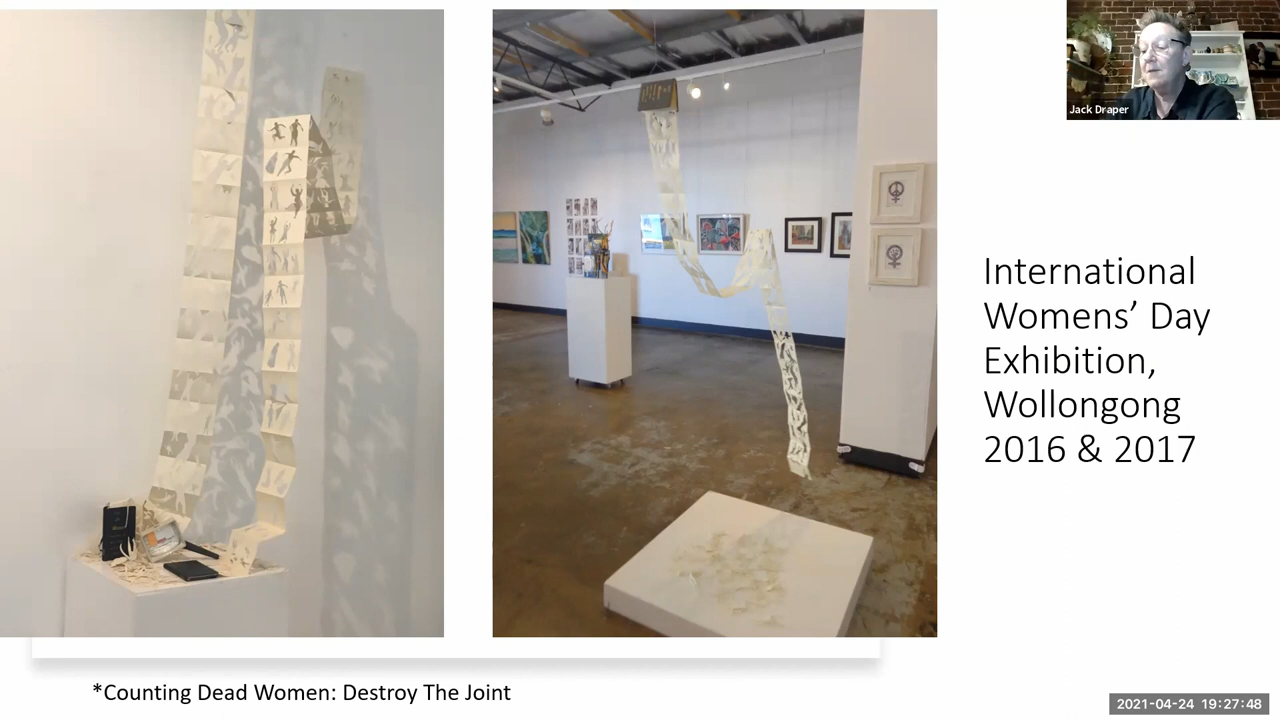 Jack Draper
International
Womens’ Day
Exhibition,
Wollongong
2016 & 2017
*Counting Dead Women: Destroy The Joint
2021-04-24 19:27:48